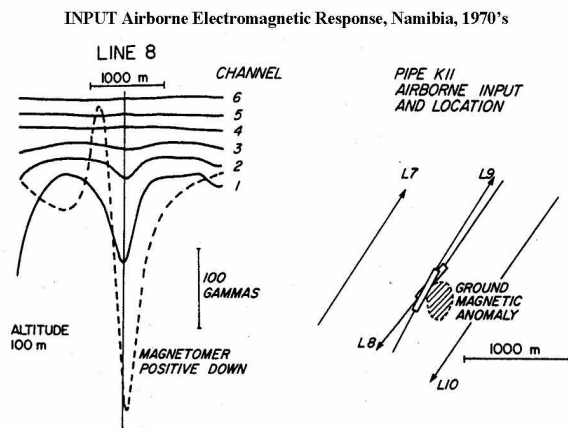 INPUT Airborne Electromagnetic Response, Namibia, 1970's
LINE 8
1000 m
CHANNEL
6
5
4
3
2
1
100
GAMMAS
ALTITUDE
100 m
MAGNETOMER
POSITIVE DOWN
PIPE K11
AIRBORNE INPUT
AND LOCATION
L7
L9
GROUND
MAGNETIC
ANOMALY
L8
1000 m
L10